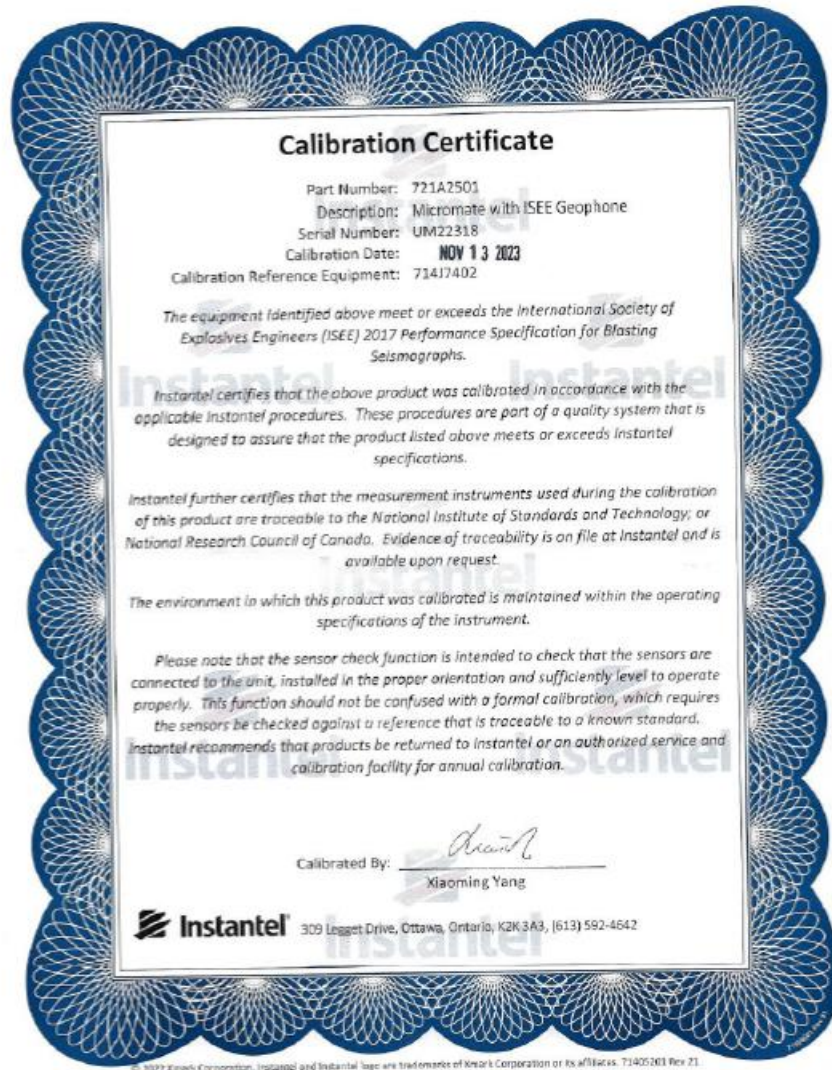 Calibration Certificate
Part Number: 721A2501
Description: Micromate with ISEE Geophone
Serial Number: UM22318
Calibration Date: NOV 13 2023
Calibration Reference Equipment: 714J7402
The equipment identified above meet or exceeds the International Society of
Explosives Engineers (ISEE) 2017 Performance Specification for Blasting
Seismographs.
Instantel certifies that the above product was calibrated in accordance with the
applicable Instantel procedures. These procedures are part of a quality system that is
designed to assure that the product listed above meets or exceeds Instantel
specifications.
Instantel further certifies that the measurement instruments used during the calibration
of this product are traceable to the National Institute of Standards and Technology; or
National Research Council of Canada. Evidence of traceability is on file at Instantel and is
available upon request.
The environment in which this product was calibrated is maintained within the operating
specifications of the instrument.
Please note that the sensor check function is intended to check that the sensors are
connected to the unit, installed in the proper orientation and sufficiently level to operate
properly. This function should not be confused with a formal calibration, which requires
the sensors be checked against a reference that is traceable to a known standard.
Instantel recommends that products be returned to Instantel or an authorized service and
calibration facility for annual calibration.
Calibrated By:
Xiaoming Yang
Instantel 309 Legget Drive, Ottawa, Ontario, K2K 3A3, (613) 592-4642
Corporation. Instantel and Instantel logo are trademarks of Corporation or its affiliates. 71405201 Rev 21